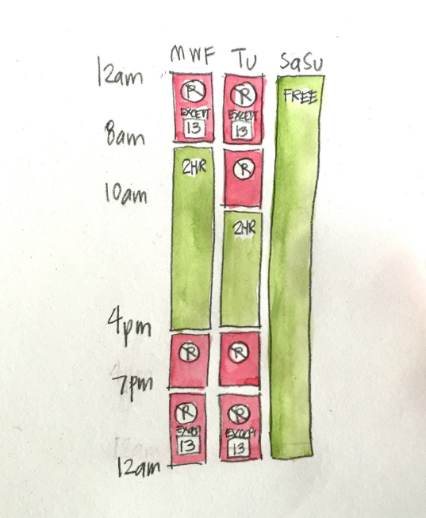 MWF TU SaSu
12am
R R FREE
EXCEPT EXCEPT
13 13
8am
2HR R
10am
2HR
4pm
R R
7pm
R R
EXCEPT EXCEPT
13 13
12am